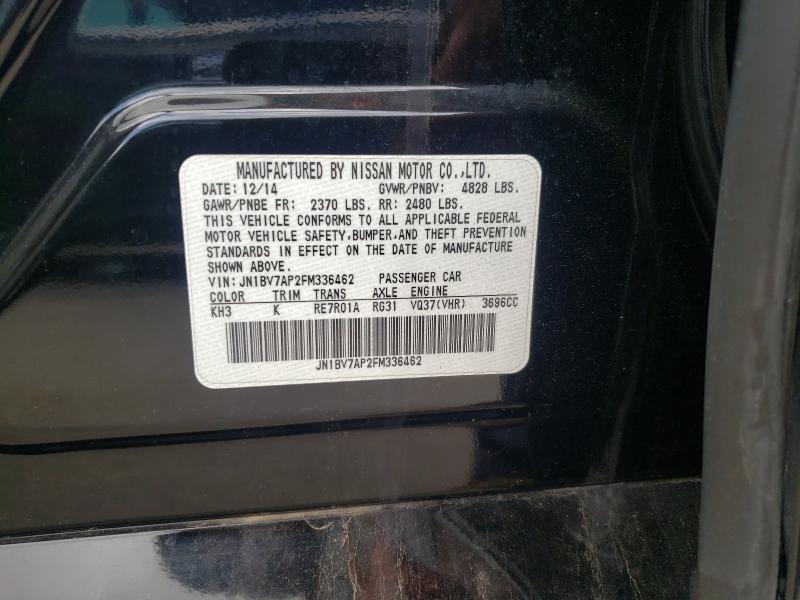 MANUFACTURED BY NISSAN MOTOR CO.,LTD.
DATE: 12/14 GVWR/PNBV: 4828 LBS.
GAWR/PNBE FR: 2370 LBS. RR: 2480 LBS.
THIS VEHICLE CONFORMS TO ALL APPLICABLE FEDERAL
MOTOR VEHICLE SAFETY,BUMPER,AND THEFT PREVENTION
STANDARDS IN EFFECT ON THE DATE OF MANUFACTURE
SHOWN ABOVE.
VIN: JN1BV7AP2FM336462 PASSENGER CAR
COLOR TRIM TRANS AXLE ENGINE
KH3 K RE7R01A RG31 VQ37(VHR) 3696CC
JN1BV7AP2FM336462